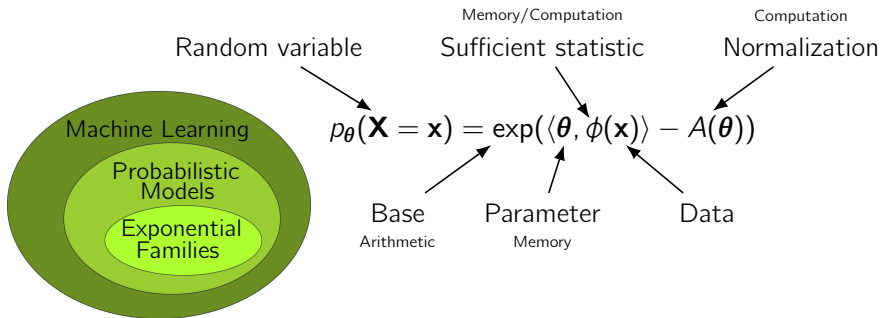 Memory/Computation
Computation
Random variable
Sufficient statistic
Normalization
Machine Learning
p_θ(X = x) = exp(⟨θ, ϕ(x)⟩ − A(θ))
Probabilistic
Models
Exponential
Families
Base
Parameter
Data
Arithmetic
Memory